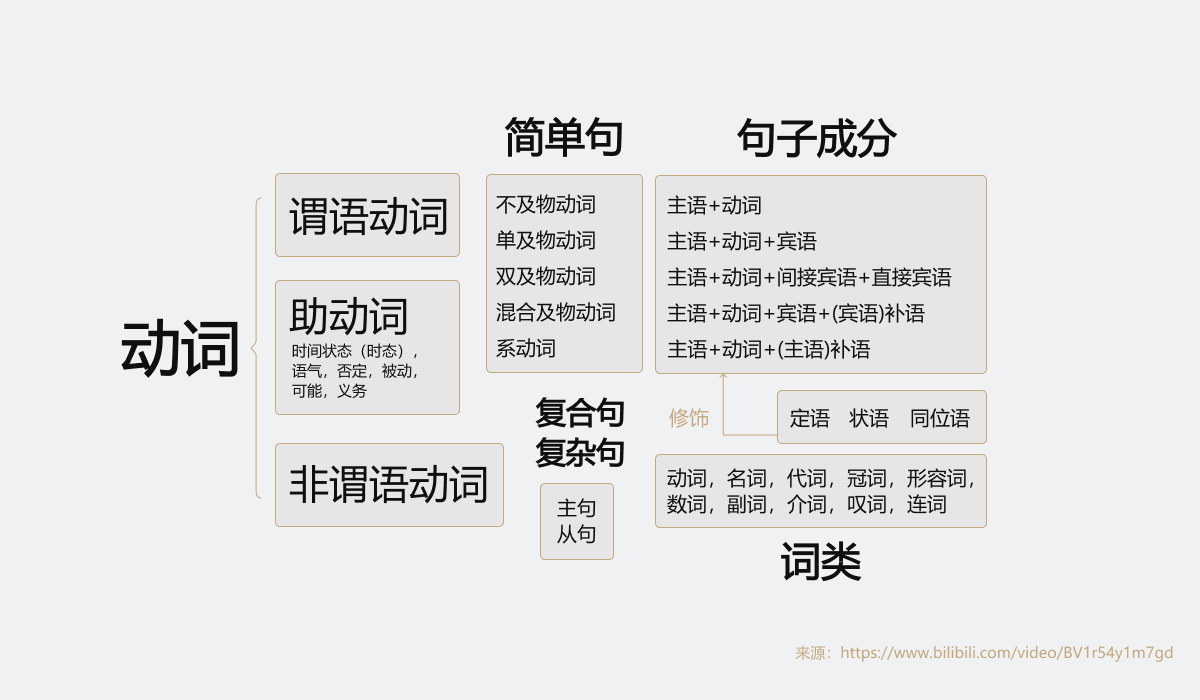 动词
谓语动词
助动词
时间状态（时态），
语气，否定，被动，
可能，义务
非谓语动词
简单句
不及物动词
单及物动词
双及物动词
混合及物动词
系动词
复合句
复杂句
主句
从句
句子成分
主语+动词
主语+动词+宾语
主语+动词+间接宾语+直接宾语
主语+动词+宾语+(宾语)补语
主语+动词+(主语)补语
修饰
定语 状语 同位语
动词，名词，代词，冠词，形容词，
数词，副词，介词，叹词，连词
词类
来源：https://www.bilibili.com/video/BV1r54y1m7gd